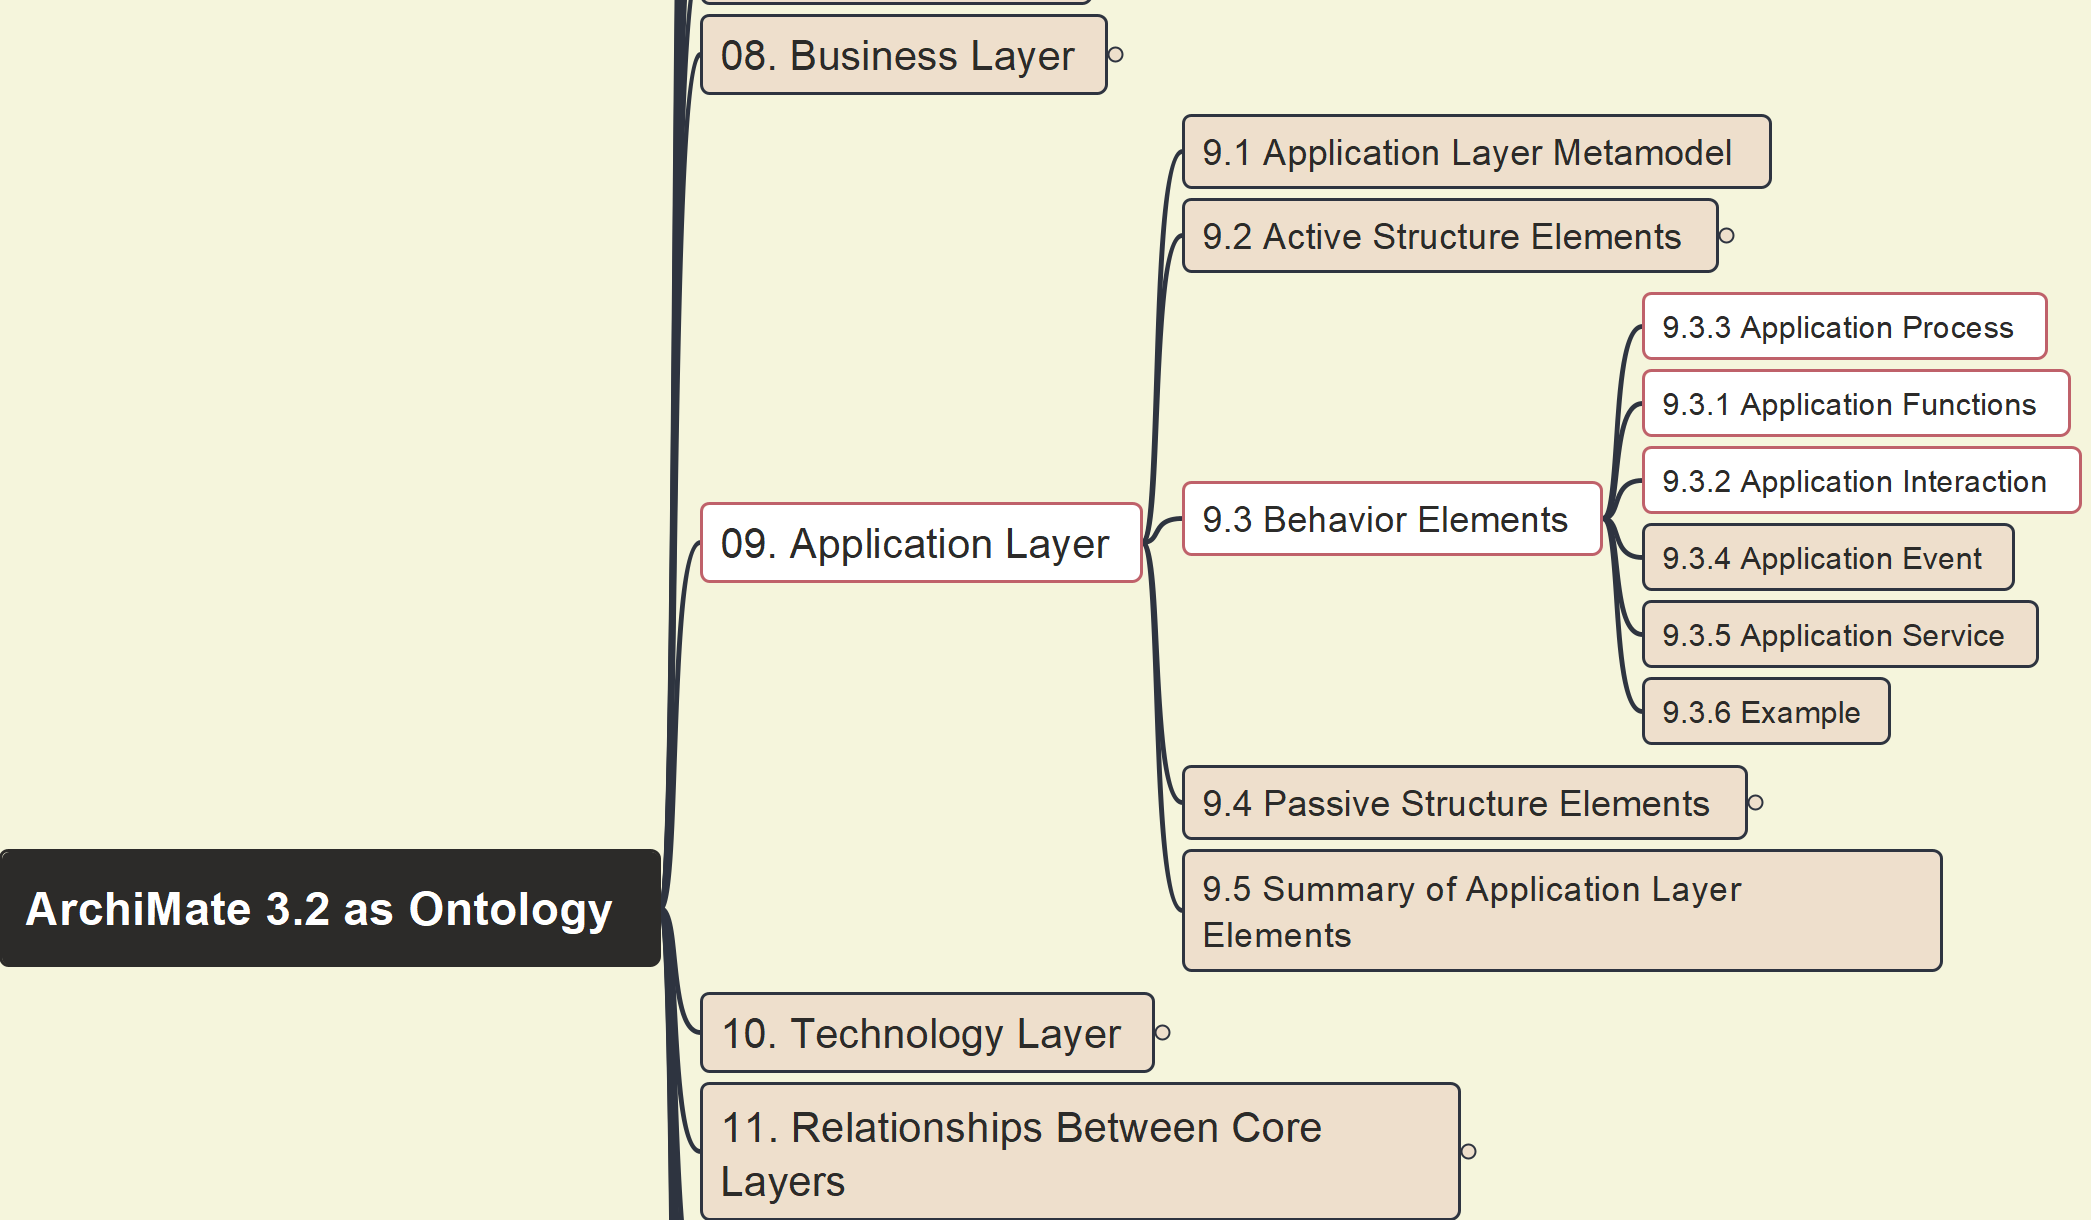 08. Business Layer
9.1 Application Layer Metamodel
9.2 Active Structure Elements
9.3.3 Application Process
9.3.1 Application Functions
9.3.2 Application Interaction
09. Application Layer
9.3 Behavior Elements
9.3.4 Application Event
9.3.5 Application Service
9.3.6 Example
9.4 Passive Structure Elements
9.5 Summary of Application Layer
Elements
ArchiMate 3.2 as Ontology
10. Technology Layer
11. Relationships Between Core
Layers